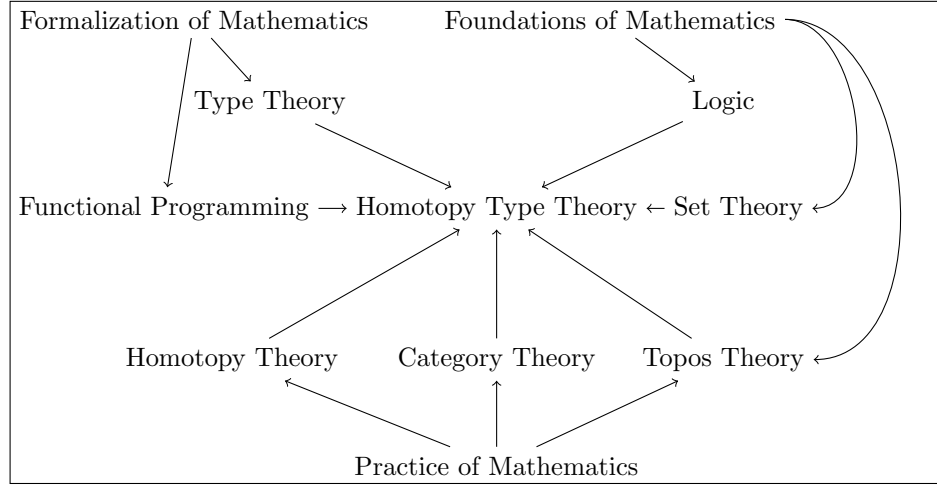 Formalization of Mathematics
Foundations of Mathematics
Type Theory
Logic
Functional Programming
Homotopy Type Theory
Set Theory
Homotopy Theory
Category Theory
Topos Theory
Practice of Mathematics